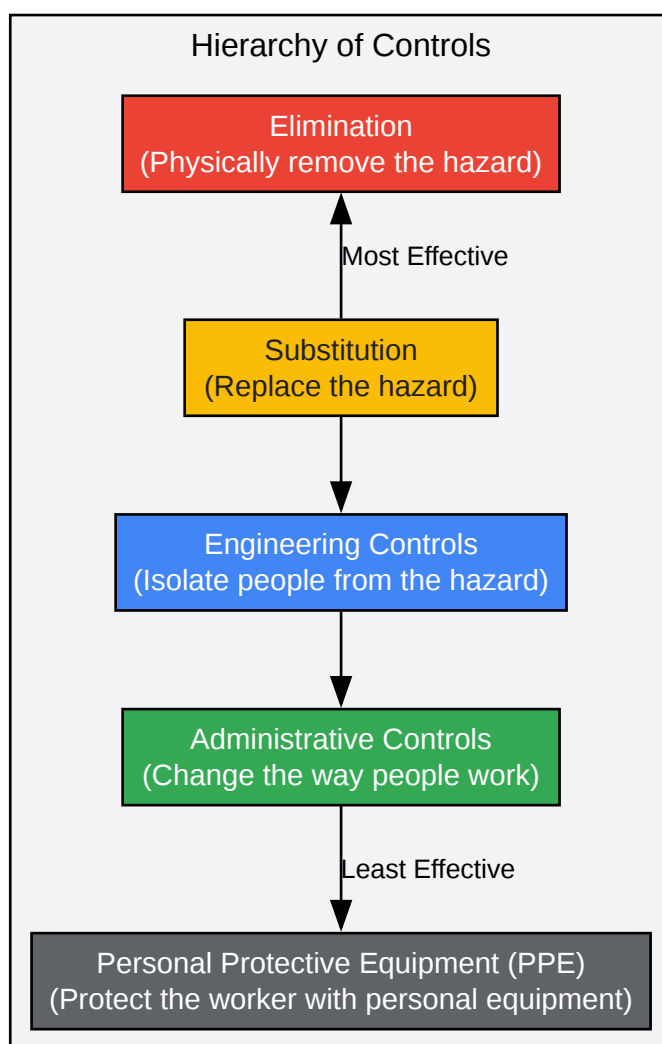 Hierarchy of Controls
Elimination
(Physically remove the hazard)
Most Effective
Substitution
(Replace the hazard)
Engineering Controls
(Isolate people from the hazard)
Administrative Controls
(Change the way people work)
Least Effective
Personal Protective Equipment (PPE)
(Protect the worker with personal equipment)